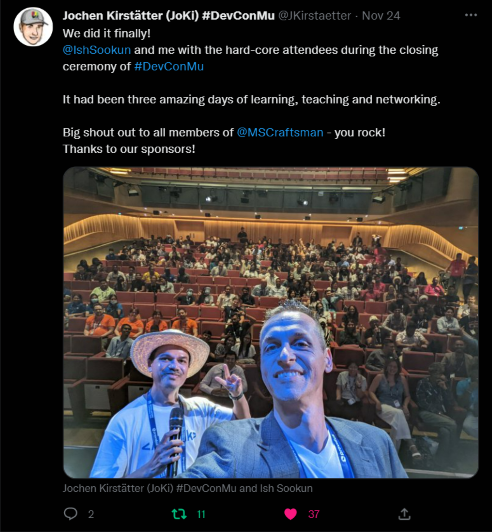 Jochen Kirstätter (JoKi) #DevConMu @JKirstaetter · Nov 24
We did it finally!
@IshSookun and me with the hard-core attendees during the closing
ceremony of #DevConMu
It had been three amazing days of learning, teaching and networking.
Big shout out to all members of @MSCraftsman - you rock!
Thanks to our sponsors!
Jochen Kirstätter (JoKi) #DevConMu and Ish Sookun
2 11 37